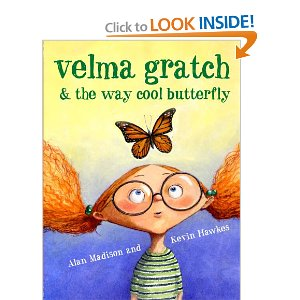 Click to LOOK INSIDE!
velma gratch
& the way cool butterfly
Alan Madison and
Kevin Hawkes